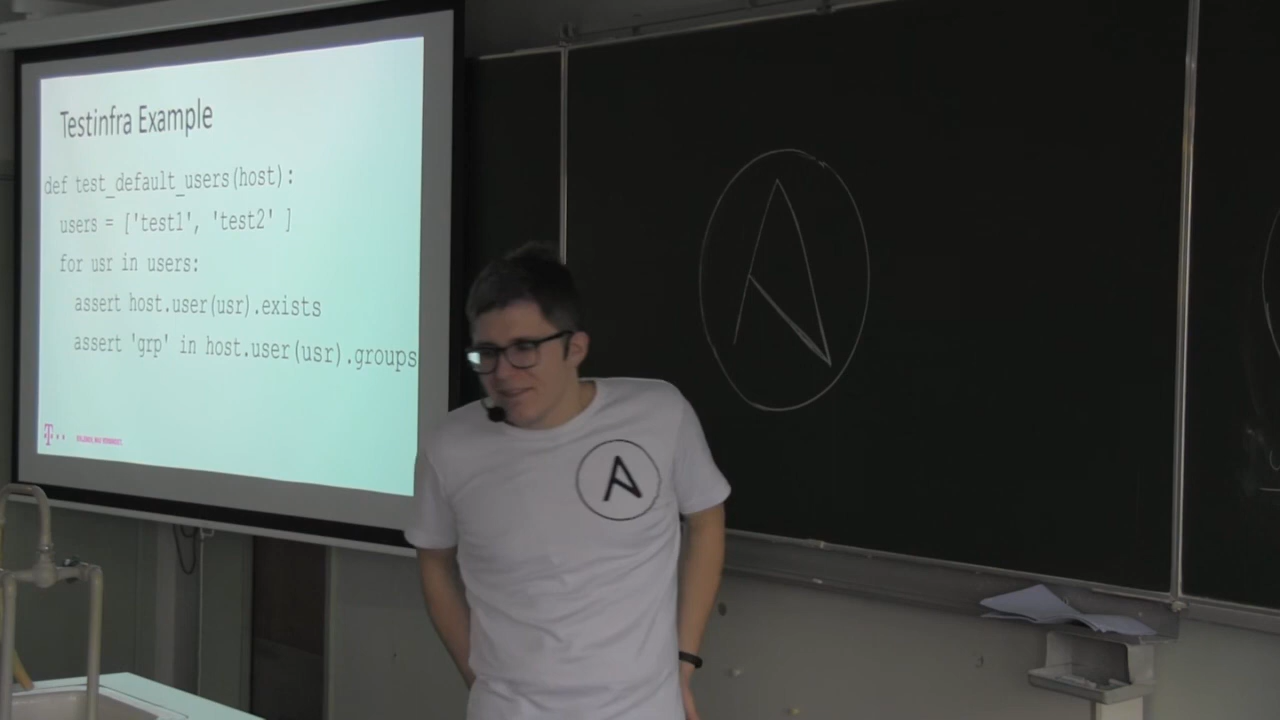 Testinfra Example
def test_default_users(host):
users = ['test1', 'test2' ]
for usr in users:
assert host.user(usr).exists
assert 'grp' in host.user(usr).groups
T
A
A